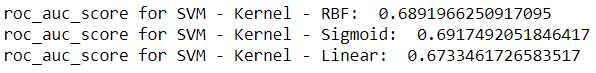 roc_auc_score for SVM - Kernel - RBF:  0.6891966250917095
roc_auc_score for SVM - Kernel - Sigmoid:  0.6917492051846417
roc_auc_score for SVM - Kernel - Linear:  0.6733461726583517